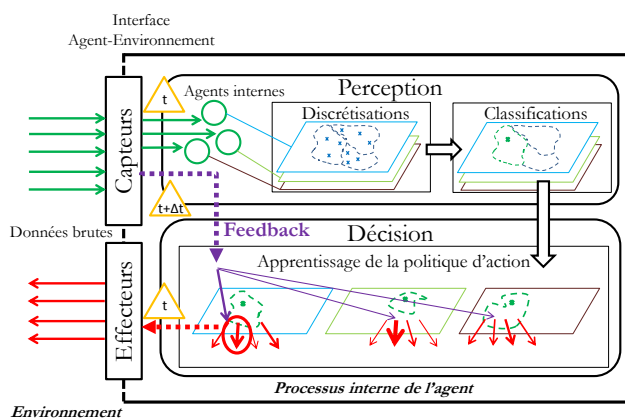 Interface
Agent-Environnement
t
Agents internes
Perception
Discrétisations
Classifications
Capteurs
t+Δt
Feedback
Données brutes
Décision
Apprentissage de la politique d'action
t
Effecteurs
Processus interne de l'agent
Environnement